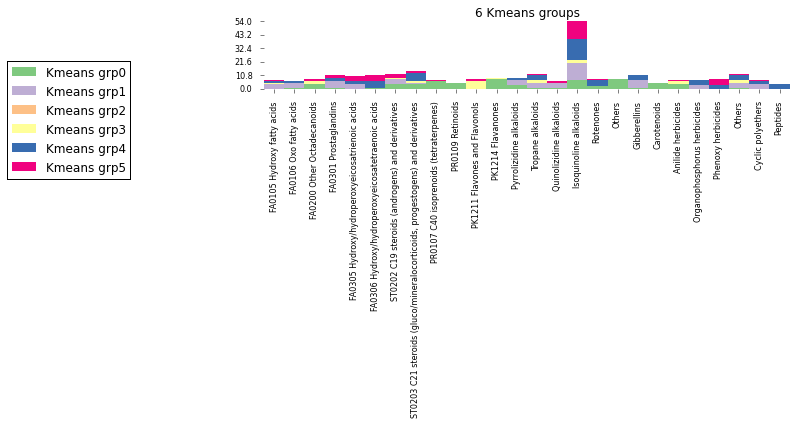 6 Kmeans groups
54.0
43.2
32.4
21.6
10.8
0.0
Kmeans grp0
Kmeans grp1
Kmeans grp2
Kmeans grp3
Kmeans grp4
Kmeans grp5
FA0105 Hydroxy fatty acids
FA0106 Oxo fatty acids
FA0200 Other Octadecanoids
FA0301 Prostaglandins
FA0305 Hydroxy/hydroperoxyeicosatrienoic acids
FA0306 Hydroxy/hydroperoxyeicosatetraenoic acids
ST0202 C19 steroids (androgens) and derivatives
ST0203 C21 steroids (gluco/mineralocorticoids, progestogens) and derivatives
PR0107 C40 isoprenoids (tetraterpenes)
PR0109 Retinoids
PK1211 Flavones and Flavonols
PK1214 Flavanones
Pyrrolizidine alkaloids
Tropane alkaloids
Quinolizidine alkaloids
Isoquinoline alkaloids
Rotenones
Others
Gibberellins
Carotenoids
Anilide herbicides
Organophosphorus herbicides
Phenoxy herbicides
Others
Cyclic polyethers
Peptides